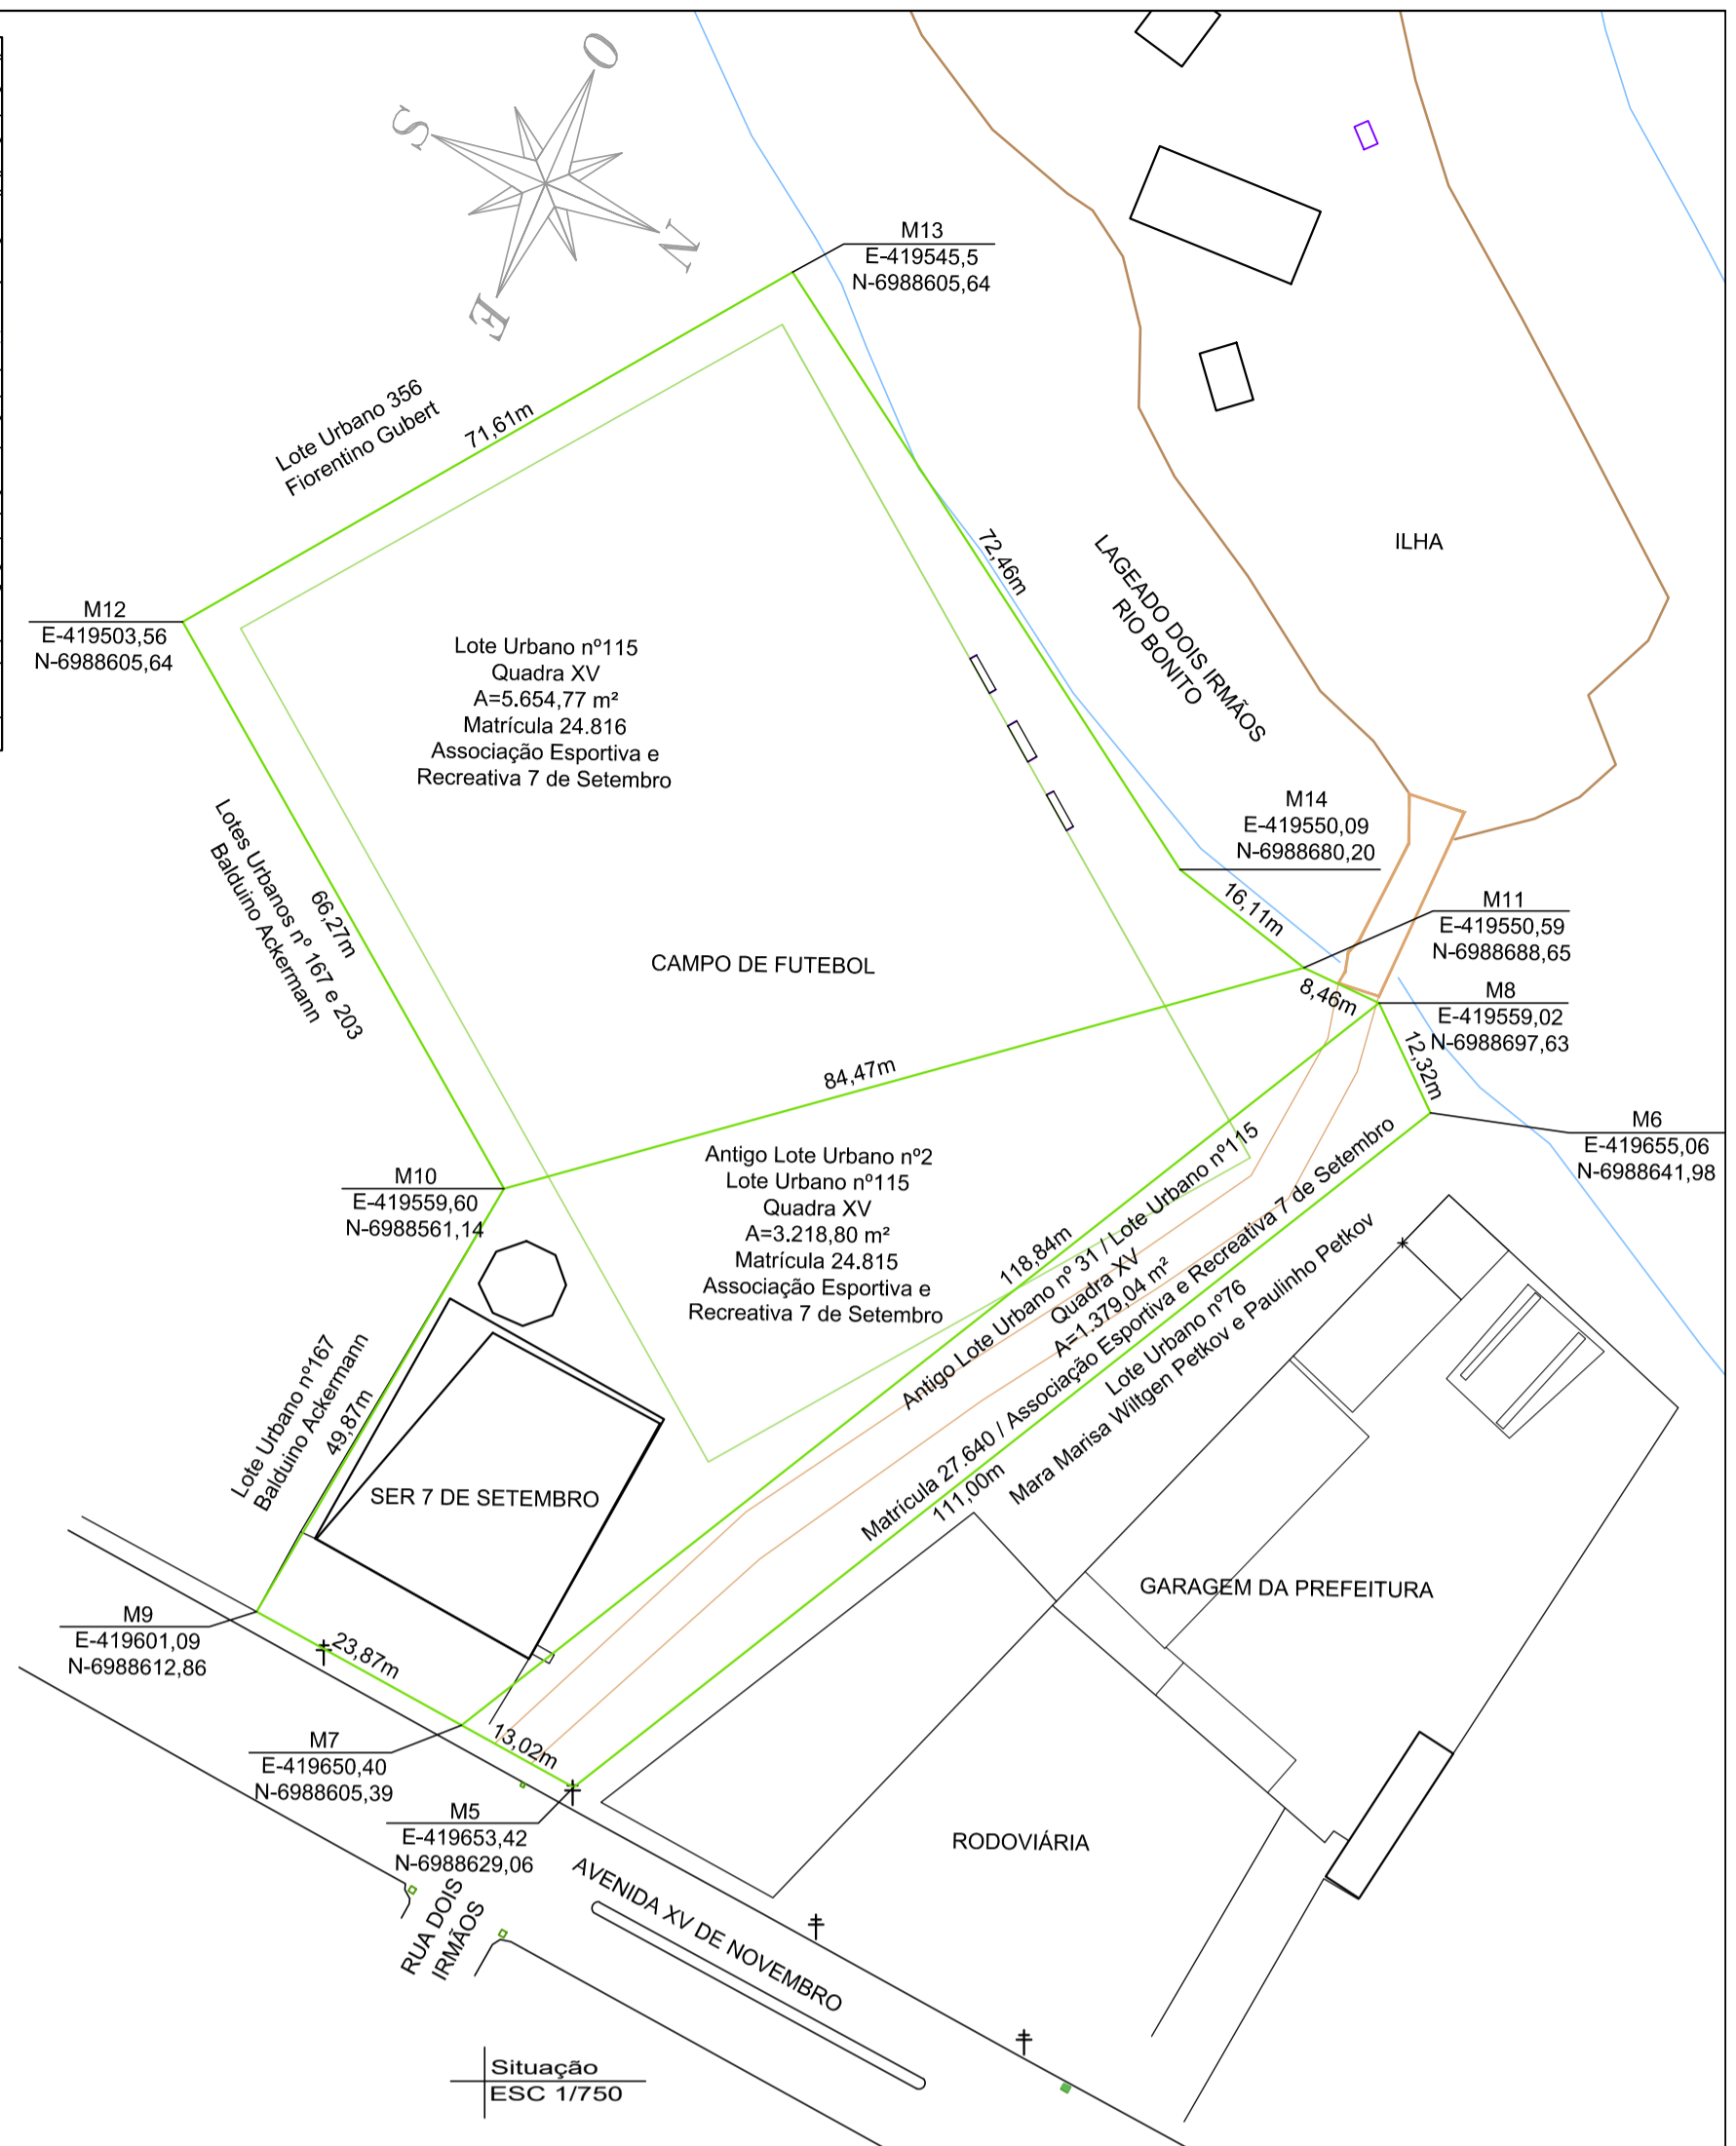 O
S
N
E
M13
E-419545,5
N-6988605,64
Lote Urbano 356
Fiorentino Gubert
71,61m
72,46m
LAGEADO DOIS IRMÃOS
RIO BONITO
ILHA
M12
E-419503,56
N-6988605,64
Lote Urbano nº115
Quadra XV
A=5.654,77 m²
Matrícula 24.816
Associação Esportiva e
Recreativa 7 de Setembro
M14
E-419550,09
N-6988680,20
Lotes Urbanos nº 167 e 203
Balduino Ackermann
66,27m
16,11m
M11
E-419550,59
N-6988688,65
CAMPO DE FUTEBOL
8,46m
M8
E-419559,02
N-6988697,63
12,32m
84,47m
M6
E-419655,06
N-6988641,98
M10
E-419559,60
N-6988561,14
Antigo Lote Urbano nº2
Lote Urbano nº115
Quadra XV
A=3.218,80 m²
Matrícula 24.815
Associação Esportiva e
Recreativa 7 de Setembro
118,84m
Antigo Lote Urbano nº 31 / Lote Urbano nº115
Quadra XV
A=1.379,04 m²
Matrícula 27.640 / Associação Esportiva e Recreativa 7 de Setembro
111,00m
Lote Urbano nº76
Mara Marisa Wiltgen Petkov e Paulinho Petkov
Lote Urbano nº167
Balduino Ackermann
49,87m
SER 7 DE SETEMBRO
GARAGEM DA PREFEITURA
M9
E-419601,09
N-6988612,86
23,87m
13,02m
M7
E-419650,40
N-6988605,39
M5
E-419653,42
N-6988629,06
RODOVIÁRIA
AVENIDA XV DE NOVEMBRO
RUA DOIS
IRMÃOS
Situação
ESC 1/750